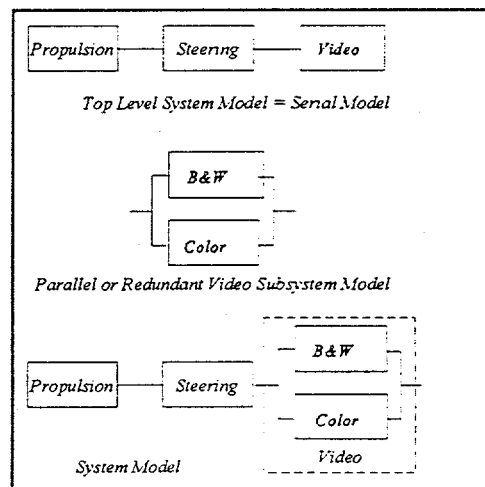 Propulsion Steering Video
Top Level System Model = Serial Model
B&W
Color
Parallel or Redundant Video Subsystem Model
B&W
Propulsion Steering
Color
System Model Video